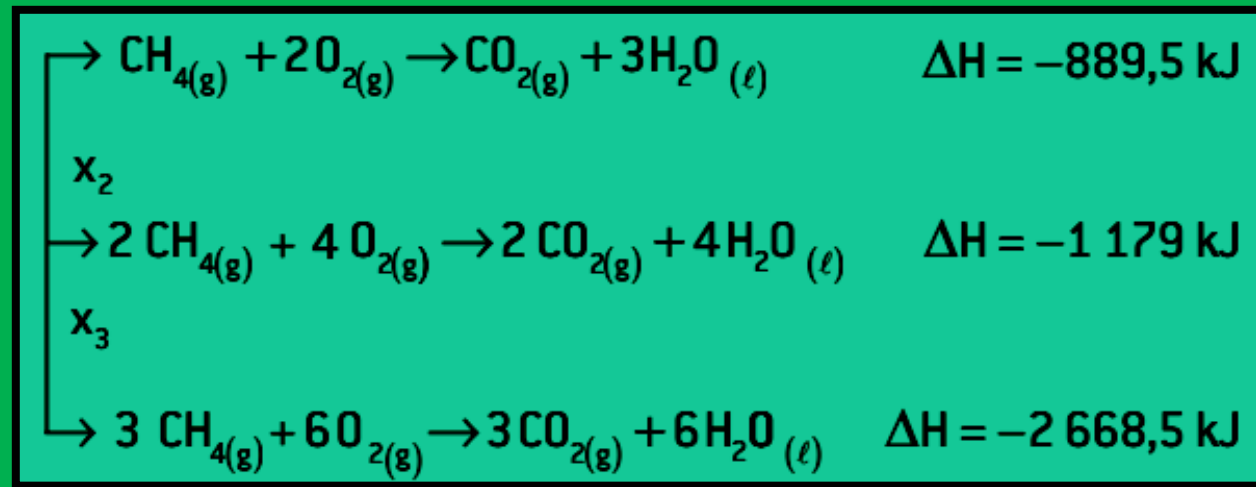 → CH₄(g) + 2O₂(g) → CO₂(g) + 3H₂O (ℓ) ΔH = −889,5 kJ
x₂
→ 2 CH₄(g) + 4 O₂(g) → 2 CO₂(g) + 4H₂O (ℓ) ΔH = −1 179 kJ
x₃
→ 3 CH₄(g) + 6O₂(g) → 3CO₂(g) + 6H₂O (ℓ) ΔH = −2 668,5 kJ